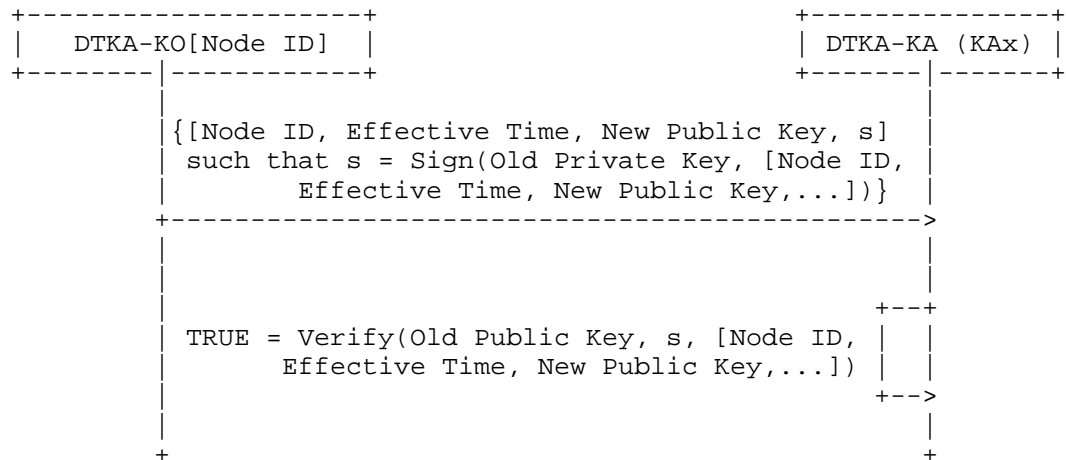 DTKA-KO[Node ID]
DTKA-KA (KAx)
{[Node ID, Effective Time, New Public Key, s]
such that s = Sign(Old Private Key, [Node ID,
Effective Time, New Public Key,...])}
TRUE = Verify(Old Public Key, s, [Node ID,
Effective Time, New Public Key,...])